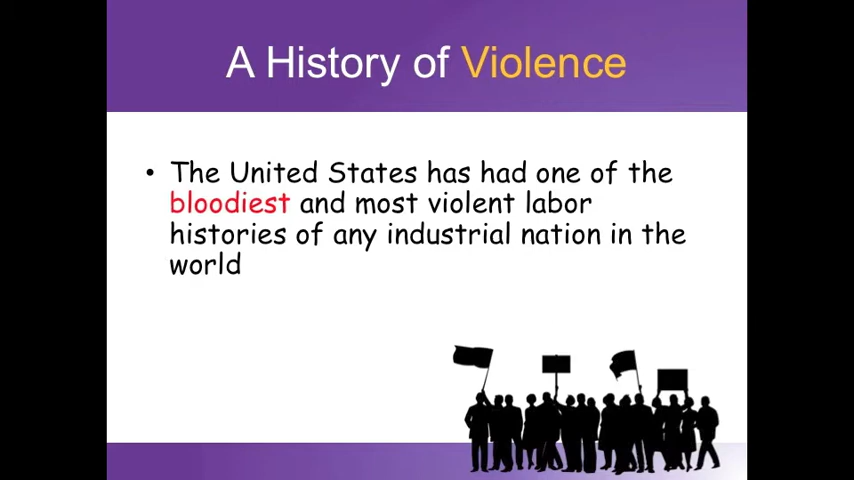 A History of Violence
• The United States has had one of the
bloodiest and most violent labor
histories of any industrial nation in the
world